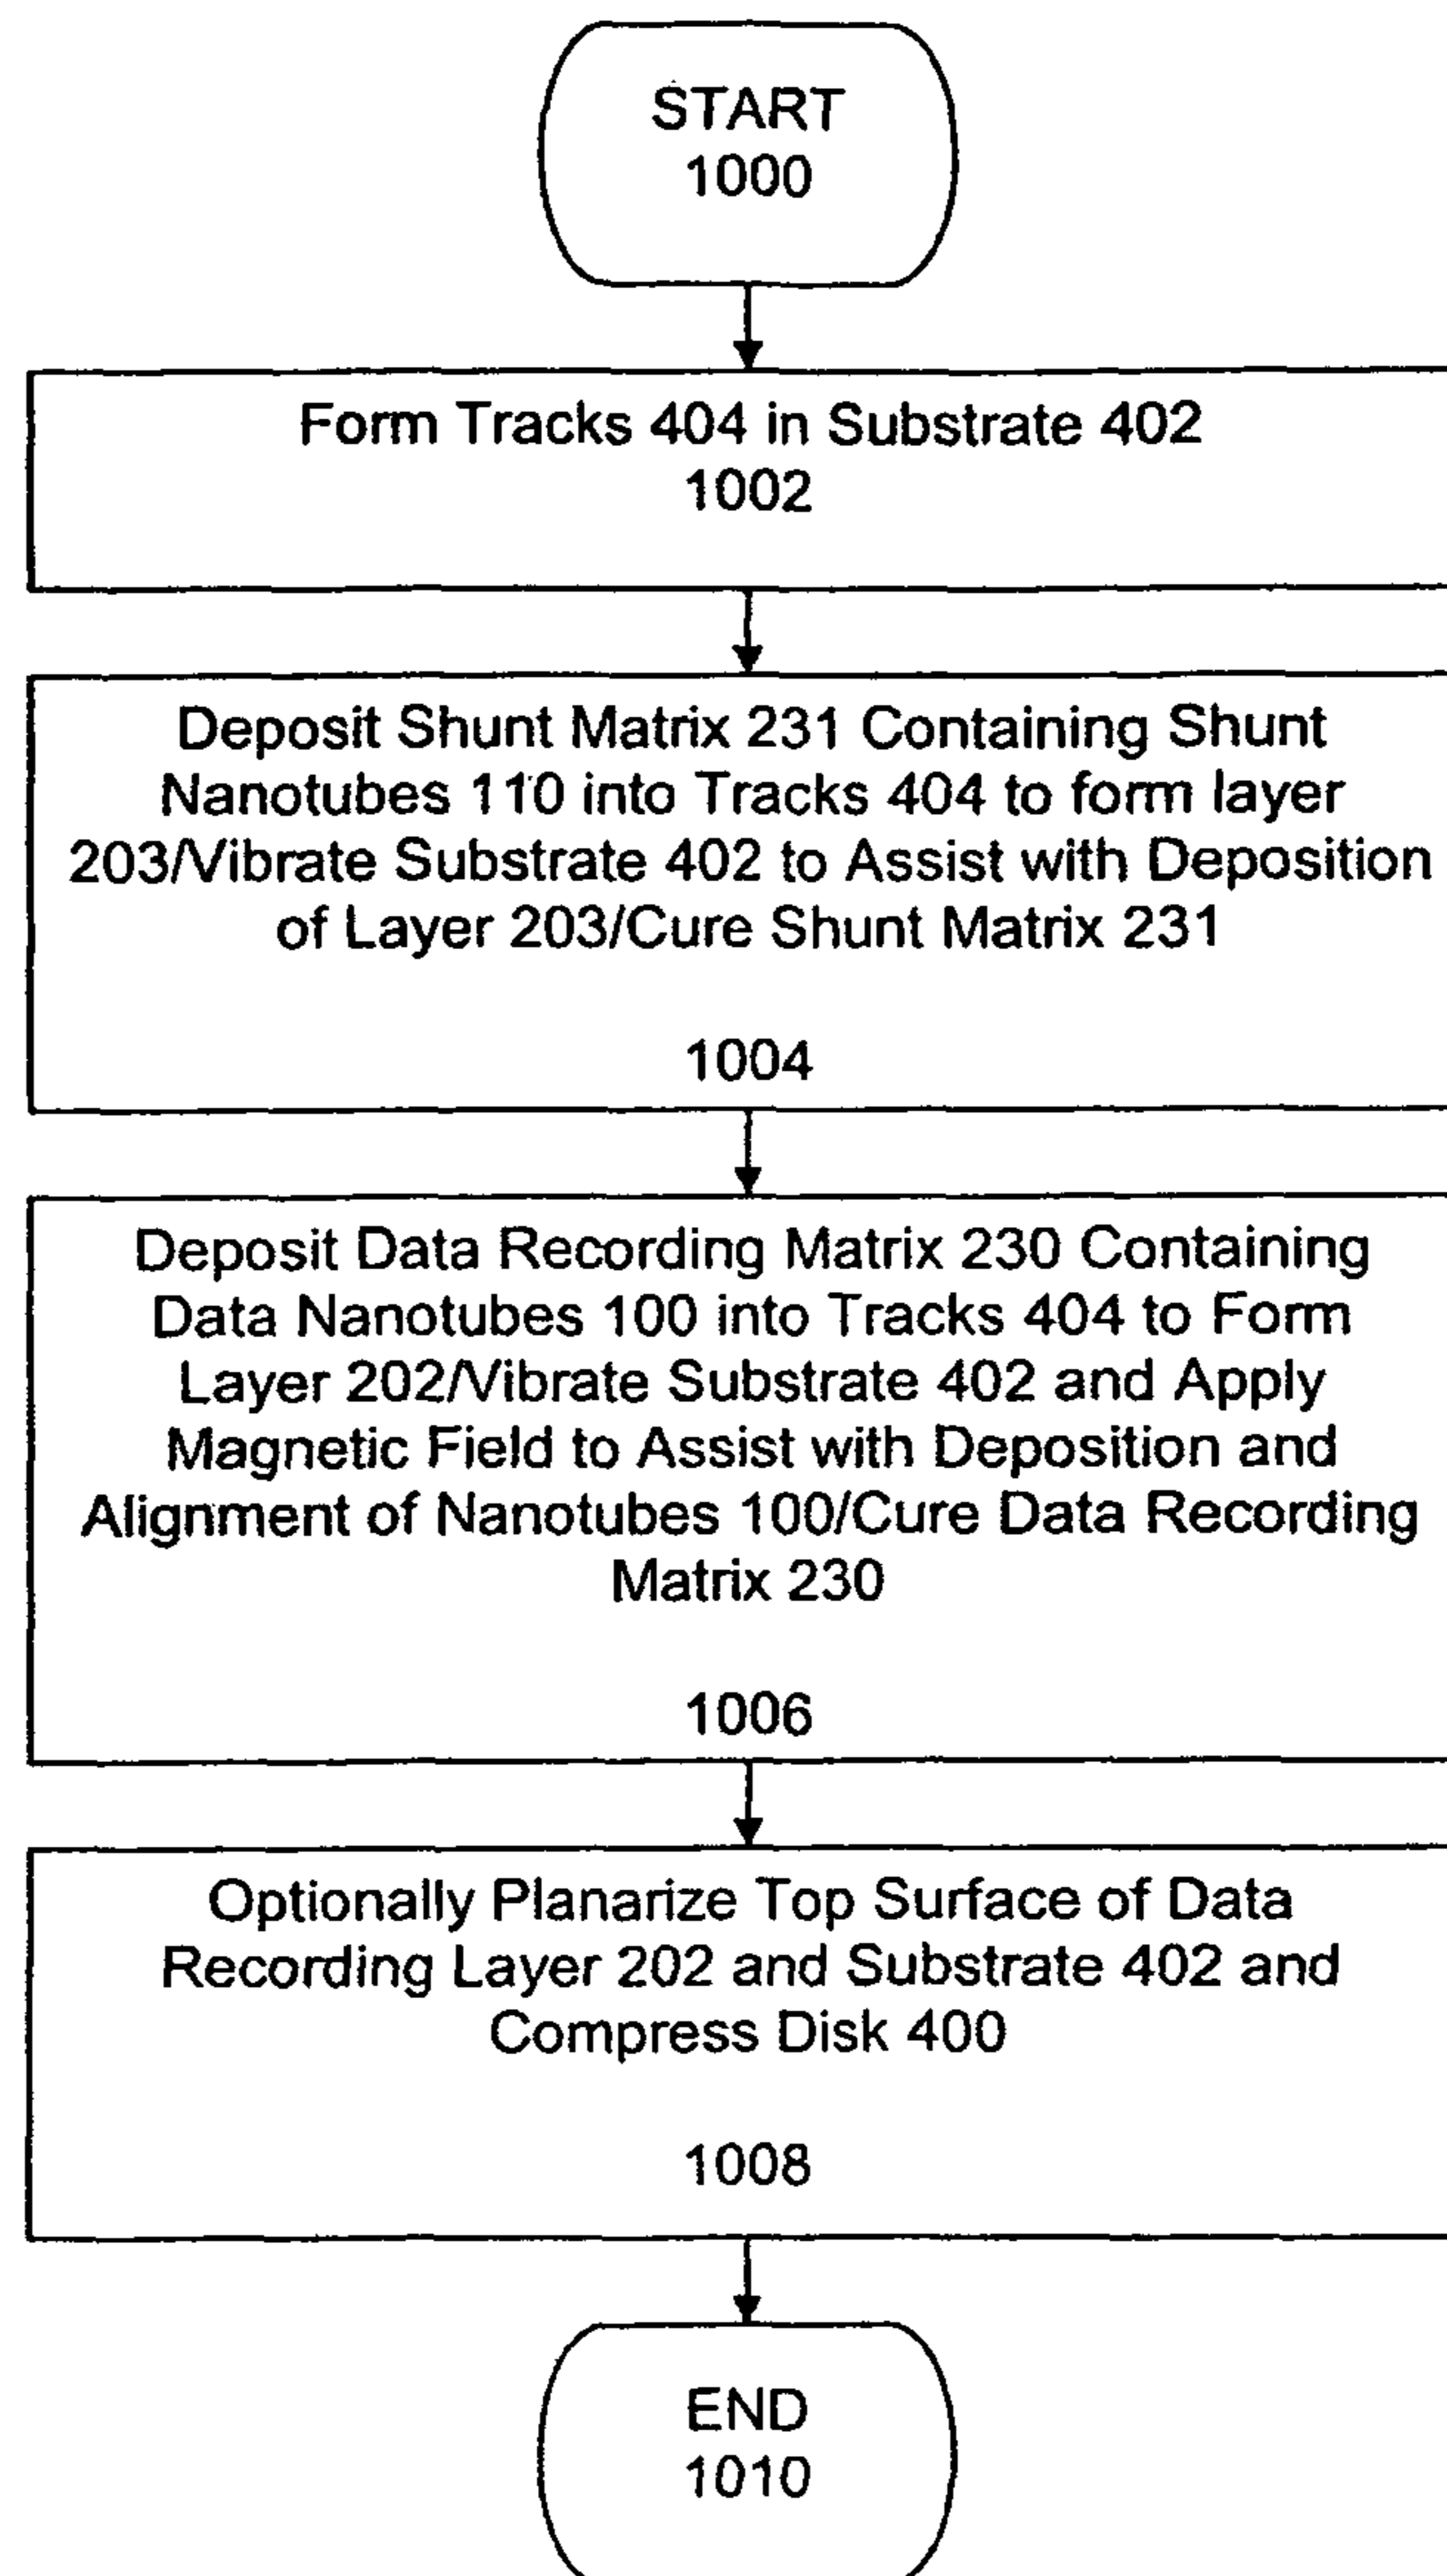 START
1000
Form Tracks 404 in Substrate 402
1002
Deposit Shunt Matrix 231 Containing Shunt
Nanotubes 110 into Tracks 404 to form layer
203/Vibrate Substrate 402 to Assist with Deposition
of Layer 203/Cure Shunt Matrix 231
1004
Deposit Data Recording Matrix 230 Containing
Data Nanotubes 100 into Tracks 404 to Form
Layer 202/Vibrate Substrate 402 and Apply
Magnetic Field to Assist with Deposition and
Alignment of Nanotubes 100/Cure Data Recording
Matrix 230
1006
Optionally Planarize Top Surface of Data
Recording Layer 202 and Substrate 402 and
Compress Disk 400
1008
END
1010